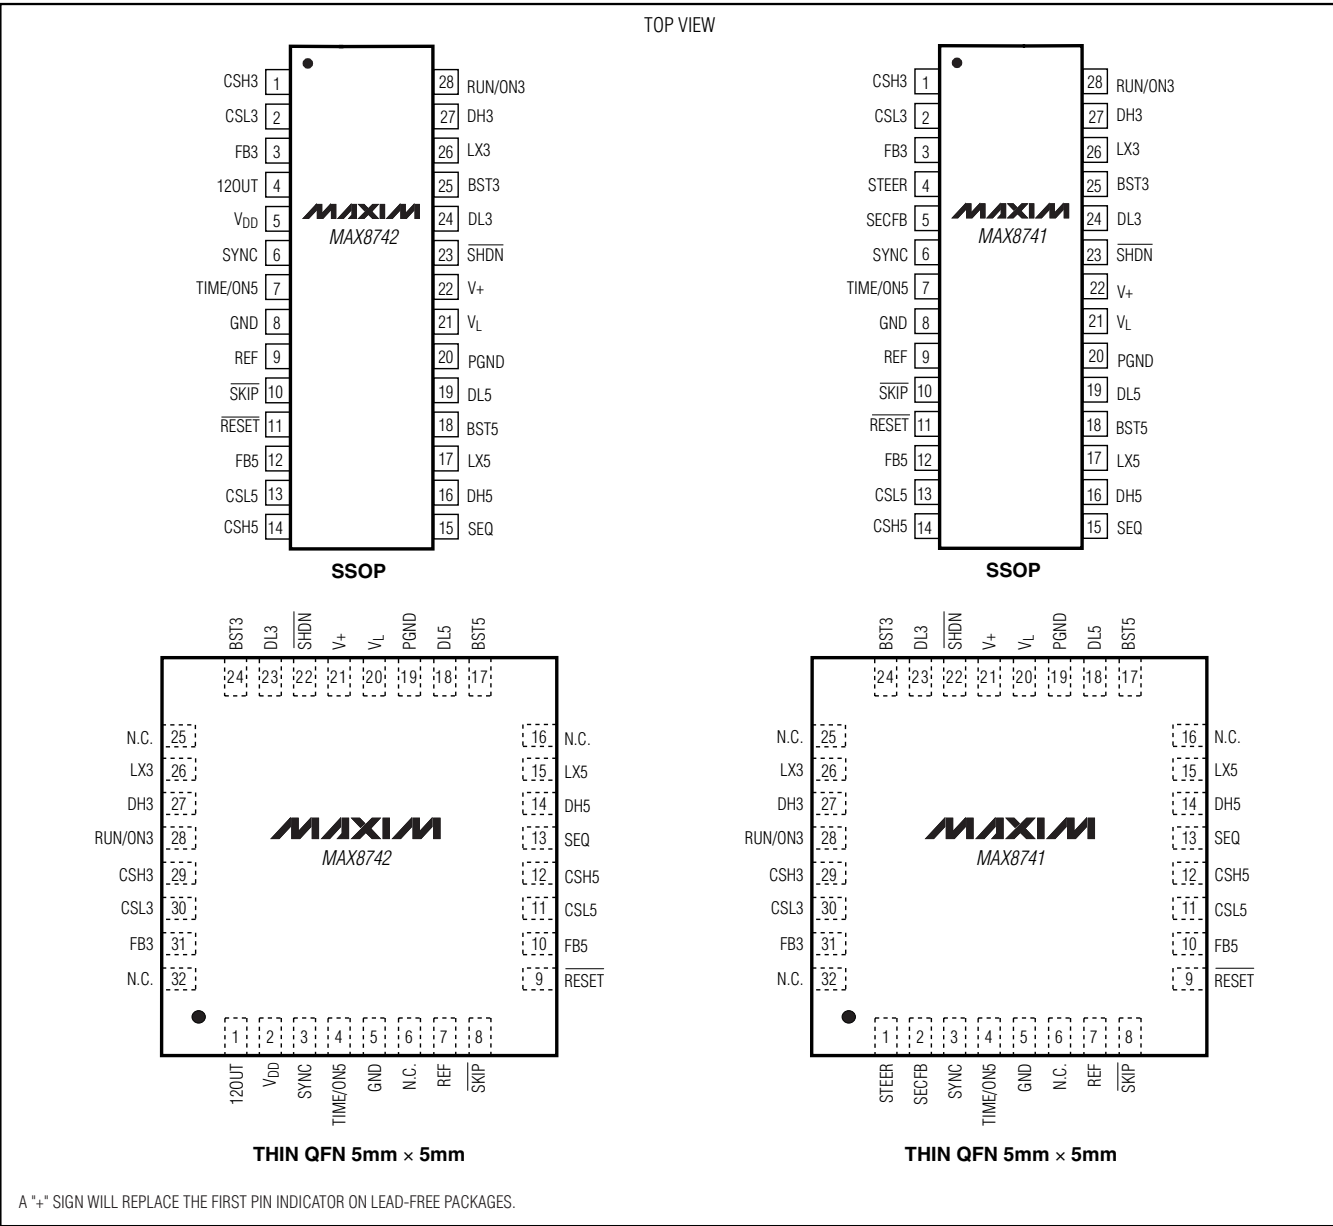 TOP VIEW
CSH3 1
CSL3 2
FB3 3
12OUT 4
VDD 5
SYNC 6
TIME/ON5 7
GND 8
REF 9
SKIP 10
RESET 11
FB5 12
CSL5 13
CSH5 14
28 RUN/ON3
27 DH3
26 LX3
25 BST3
24 DL3
23 SHDN
22 V+
21 VL
20 PGND
19 DL5
18 BST5
17 LX5
16 DH5
15 SEQ
MAXIM
MAX8742
SSOP
CSH3 1
CSL3 2
FB3 3
STEER 4
SECFB 5
SYNC 6
TIME/ON5 7
GND 8
REF 9
SKIP 10
RESET 11
FB5 12
CSL5 13
CSH5 14
28 RUN/ON3
27 DH3
26 LX3
25 BST3
24 DL3
23 SHDN
22 V+
21 VL
20 PGND
19 DL5
18 BST5
17 LX5
16 DH5
15 SEQ
MAXIM
MAX8741
SSOP
BST3 DL3 SHDN V+ VL PGND DL5 BST5
24 23 22 21 20 19 18 17
N.C. 25
LX3 26
DH3 27
RUN/ON3 28
CSH3 29
CSL3 30
FB3 31
N.C. 32
16 N.C.
15 LX5
14 DH5
13 SEQ
12 CSH5
11 CSL5
10 FB5
9 RESET
MAXIM
MAX8742
1 2 3 4 5 6 7 8
12OUT VDD SYNC TIME/ON5 GND N.C. REF SKIP
THIN QFN 5mm × 5mm
BST3 DL3 SHDN V+ VL PGND DL5 BST5
24 23 22 21 20 19 18 17
N.C. 25
LX3 26
DH3 27
RUN/ON3 28
CSH3 29
CSL3 30
FB3 31
N.C. 32
16 N.C.
15 LX5
14 DH5
13 SEQ
12 CSH5
11 CSL5
10 FB5
9 RESET
MAXIM
MAX8741
1 2 3 4 5 6 7 8
STEER SECFB SYNC TIME/ON5 GND N.C. REF SKIP
THIN QFN 5mm × 5mm
A "+" SIGN WILL REPLACE THE FIRST PIN INDICATOR ON LEAD-FREE PACKAGES.